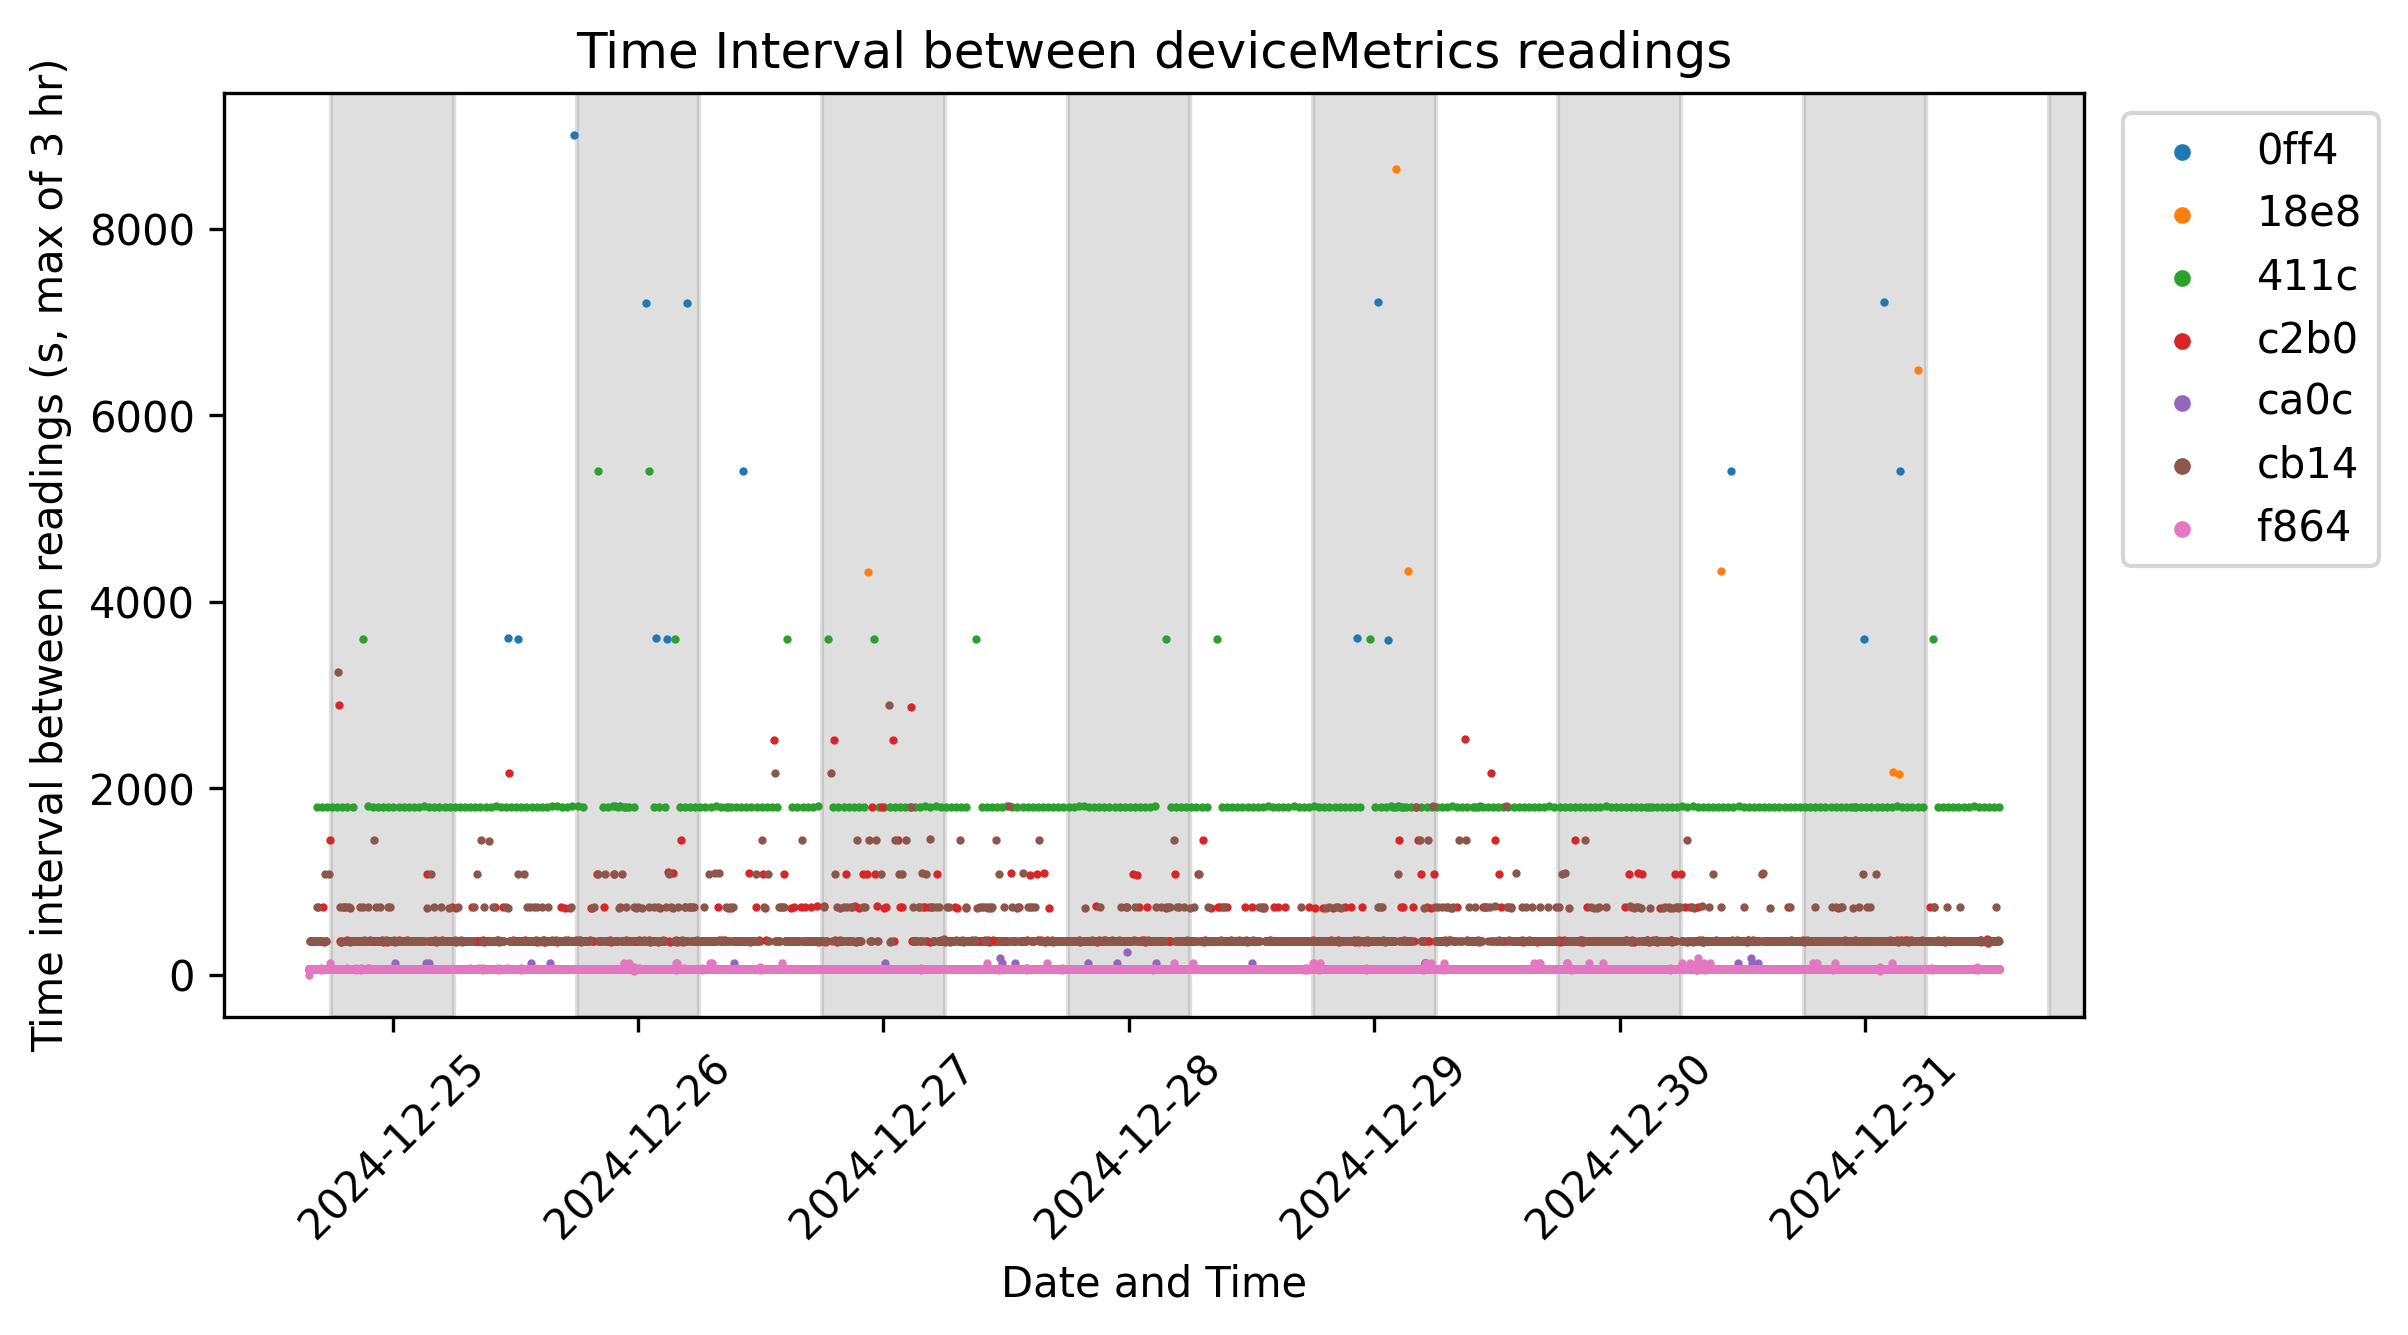 Time Interval between deviceMetrics readings
Time interval between readings (s, max of 3 hr)
8000
6000
4000
2000
0
2024-12-25
2024-12-26
2024-12-27
2024-12-28
2024-12-29
2024-12-30
2024-12-31
Date and Time
0ff4
18e8
411c
c2b0
ca0c
cb14
f864